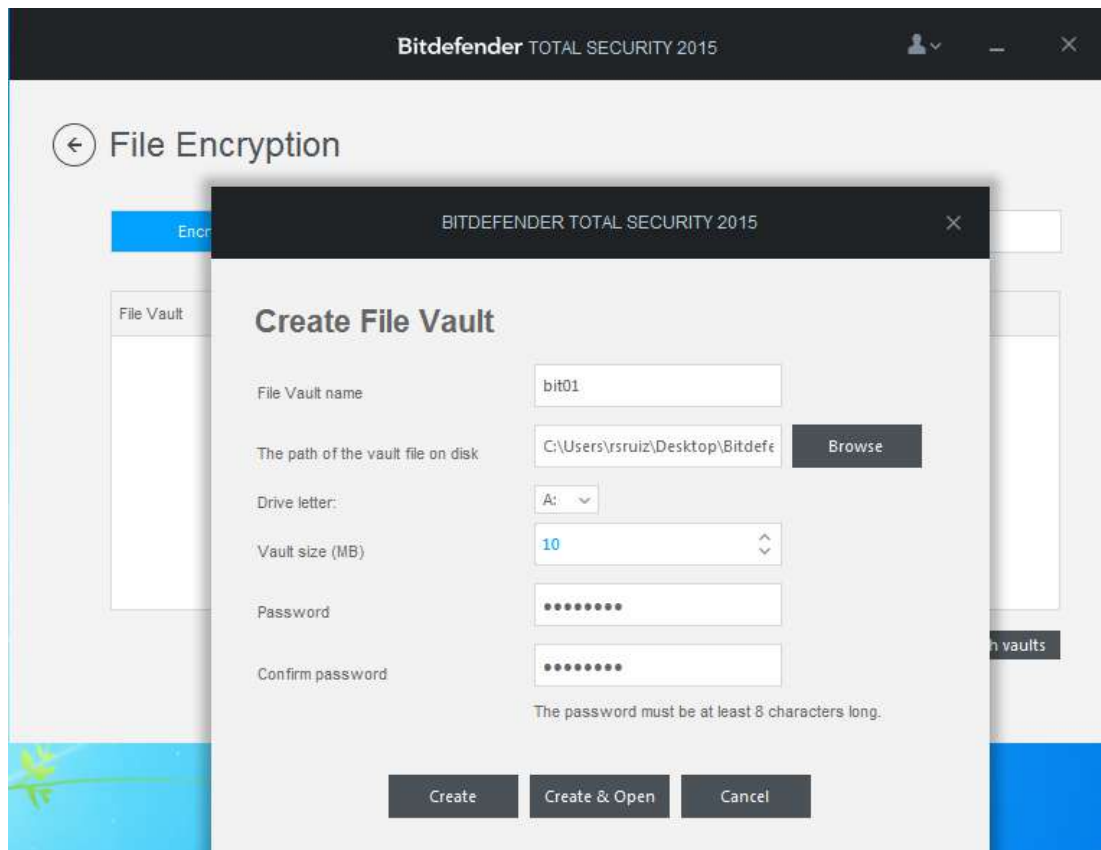 Bitdefender TOTAL SECURITY 2015
File Encryption
BITDEFENDER TOTAL SECURITY 2015
File Vault
Create File Vault
File Vault name
bit01
The path of the vault file on disk
C:\Users\rsruiz\Desktop\Bitdefe
Browse
Drive letter:
A:
Vault size (MB)
10
Password
••••••••
Confirm password
••••••••
The password must be at least 8 characters long.
vaults
Create
Create & Open
Cancel